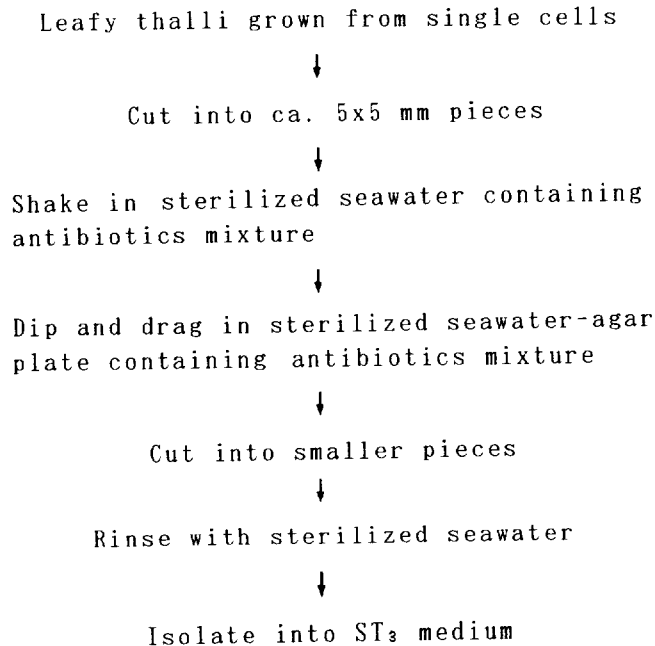 Leafy thalli grown from single cells
↓
Cut into ca. 5x5 mm pieces
↓
Shake in sterilized seawater containing
antibiotics mixture
↓
Dip and drag in sterilized seawater-agar
plate containing antibiotics mixture
↓
Cut into smaller pieces
↓
Rinse with sterilized seawater
↓
Isolate into ST₃ medium